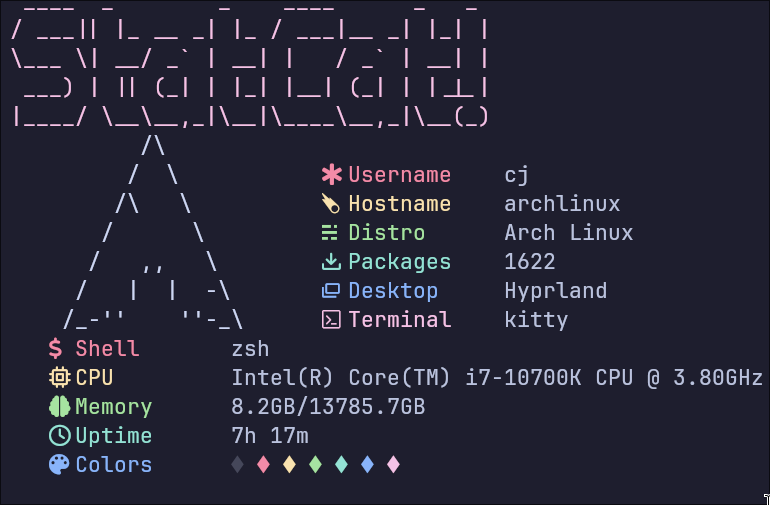 ____  _        _    ____      _   _
/ ___|| |_ __ _| |_ / ___|__ _| |_| |
\___ \| __/ _` | __| |   / _` | __| |
 ___) | || (_| | |_| |__| (_| | |_|_|
|____/ \__\__,_|\__|\____\__,_|\__(_)
Username cj
Hostname archlinux
Distro Arch Linux
Packages 1622
Desktop Hyprland
Terminal kitty
Shell zsh
CPU Intel(R) Core(TM) i7-10700K CPU @ 3.80GHz
Memory 8.2GB/13785.7GB
Uptime 7h 17m
Colors